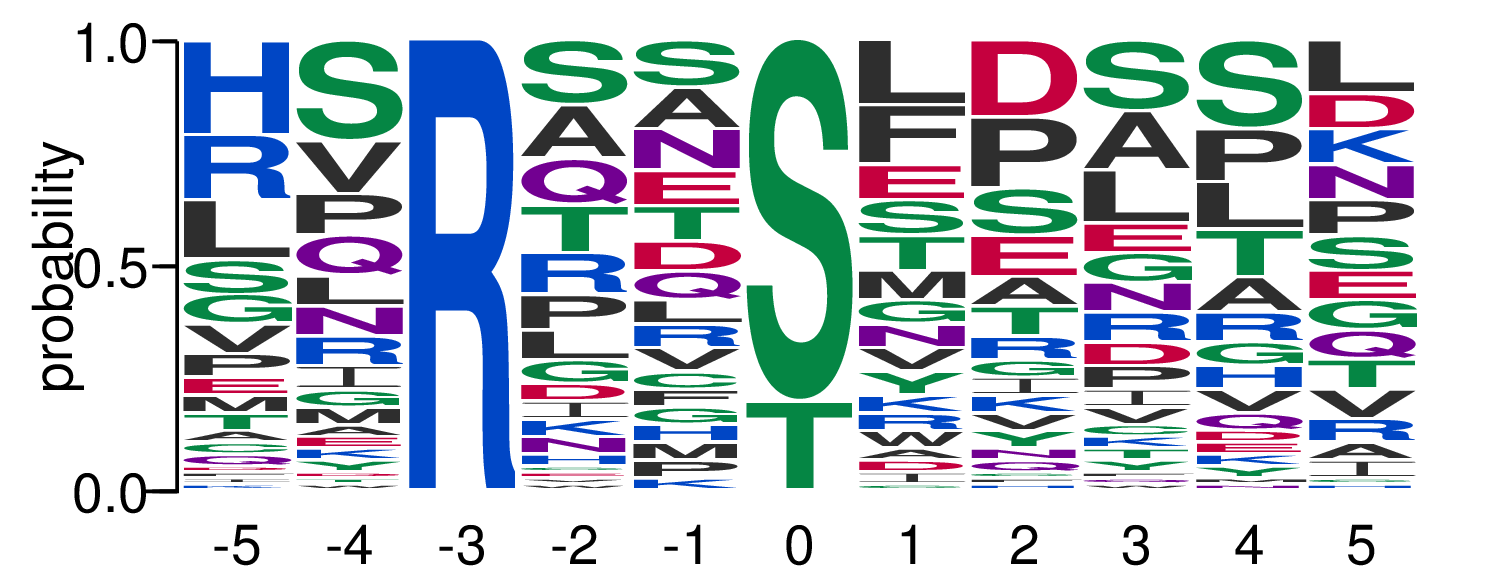 probability
1.0
0.5
0.0
H S R S S S L D S S L
R V A A T F P A P D
L P Q N E S L L K
S Q T E S E E T N
G L R T T A G A P
V N P D M T N R S
P R L Q G R R G E
E I G L N G D H G
M G D R V I P V Q
T M I V Y K I Q T
A A K C K V V D V
C E N F R Y C E R
Q K H G W N K K A
Y H A Q T Y I
M D Y
P I
K
-5 -4 -3 -2 -1 0 1 2 3 4 5